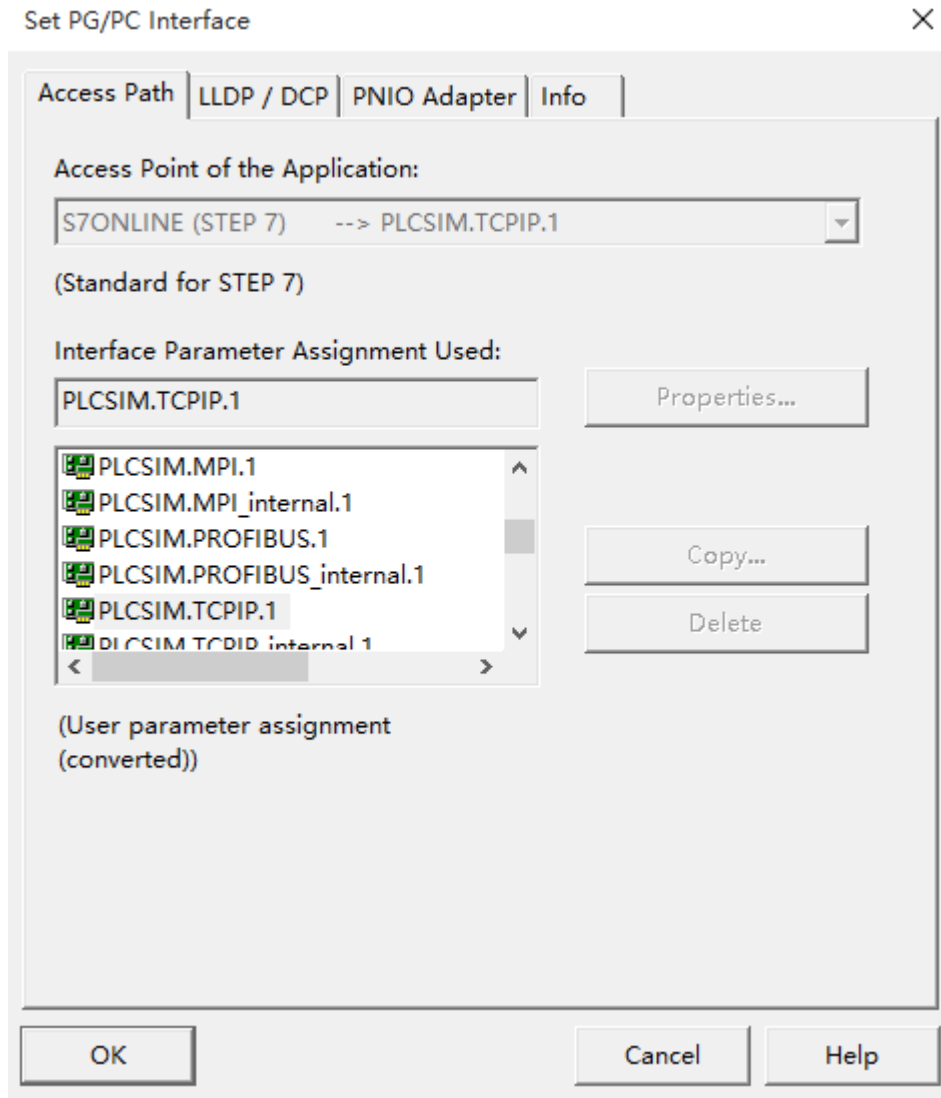 Set PG/PC Interface
Access Path LLDP / DCP PNIO Adapter Info
Access Point of the Application:
S7ONLINE (STEP 7) --> PLCSIM.TCPIP.1
(Standard for STEP 7)
Interface Parameter Assignment Used:
PLCSIM.TCPIP.1
Properties...
PLCSIM.MPI.1
PLCSIM.MPI_internal.1
PLCSIM.PROFIBUS.1
PLCSIM.PROFIBUS_internal.1
PLCSIM.TCPIP.1
PLCSIM.TCPIP_internal.1
Copy...
Delete
(User parameter assignment
(converted))
OK Cancel Help